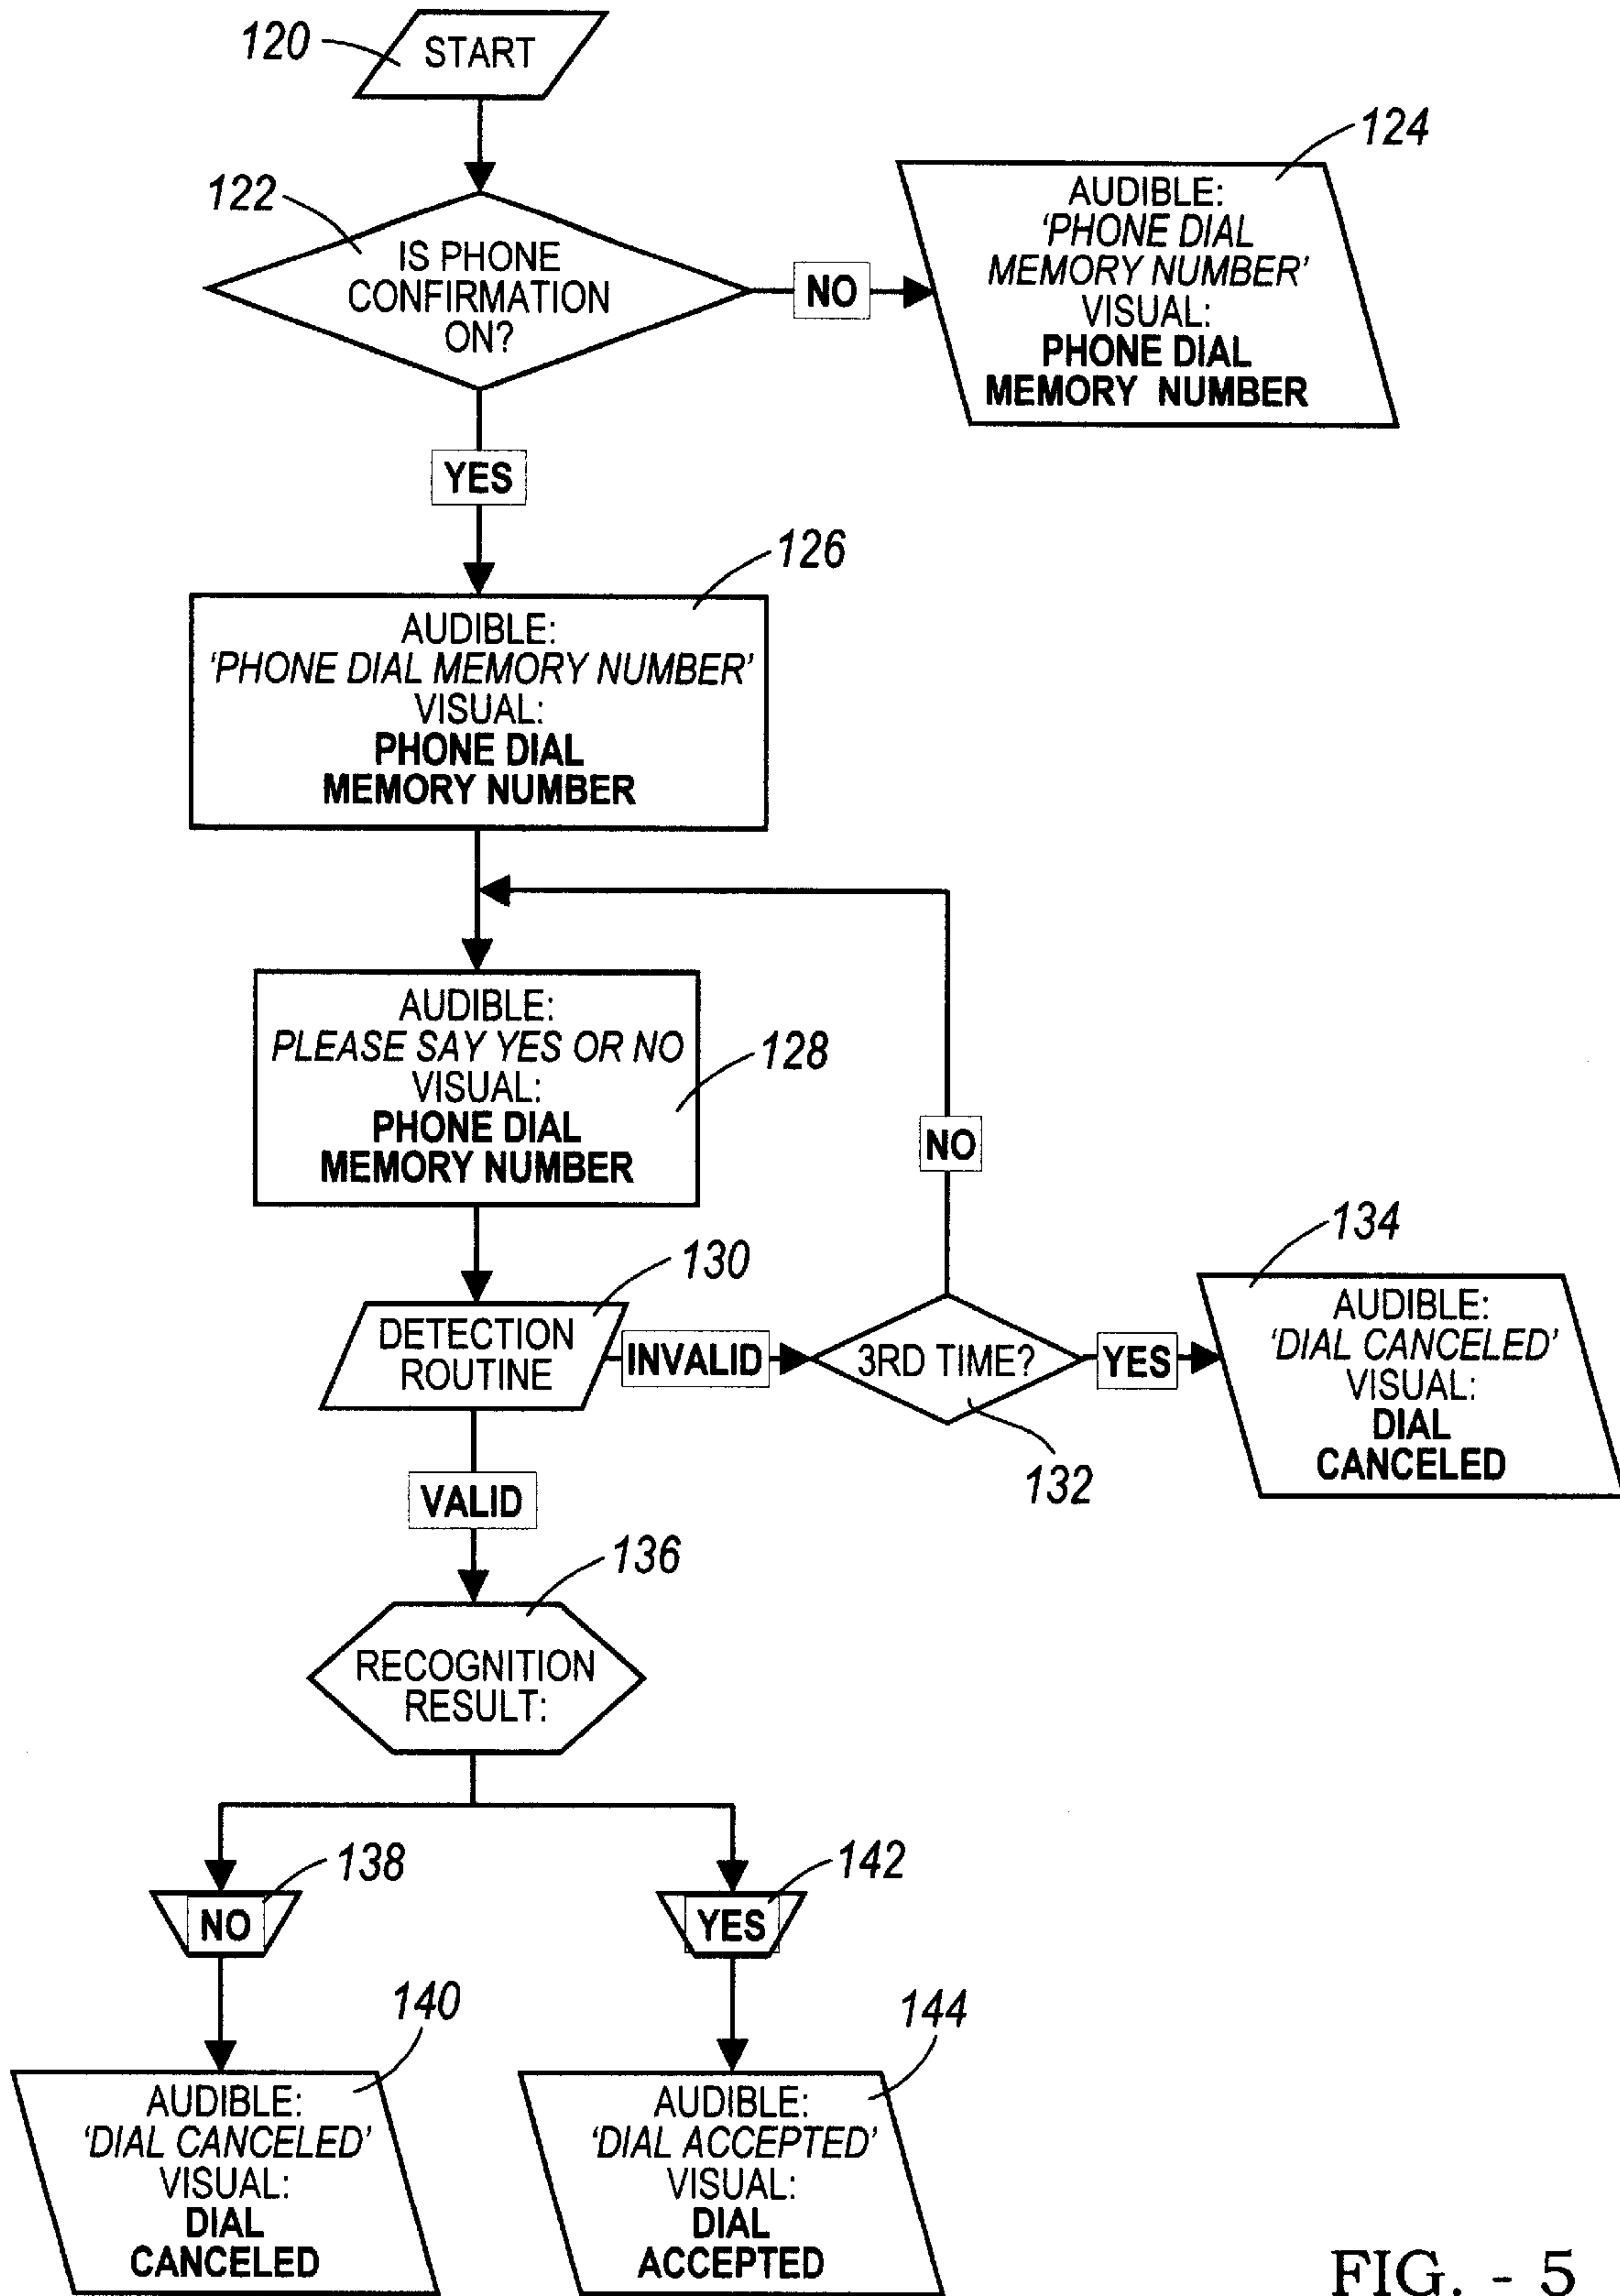 120
START
124
122
IS PHONE
CONFIRMATION
ON?
NO
AUDIBLE:
'PHONE DIAL
MEMORY NUMBER'
VISUAL:
PHONE DIAL
MEMORY NUMBER
YES
126
AUDIBLE:
'PHONE DIAL MEMORY NUMBER'
VISUAL:
PHONE DIAL
MEMORY NUMBER
AUDIBLE:
PLEASE SAY YES OR NO
VISUAL:
PHONE DIAL
MEMORY NUMBER
128
NO
130
DETECTION
ROUTINE
INVALID
3RD TIME?
132
YES
134
AUDIBLE:
'DIAL CANCELED'
VISUAL:
DIAL
CANCELED
VALID
136
RECOGNITION
RESULT:
138
NO
142
YES
140
AUDIBLE:
'DIAL CANCELED'
VISUAL:
DIAL
CANCELED
144
AUDIBLE:
'DIAL ACCEPTED'
VISUAL:
DIAL
ACCEPTED
FIG. - 5